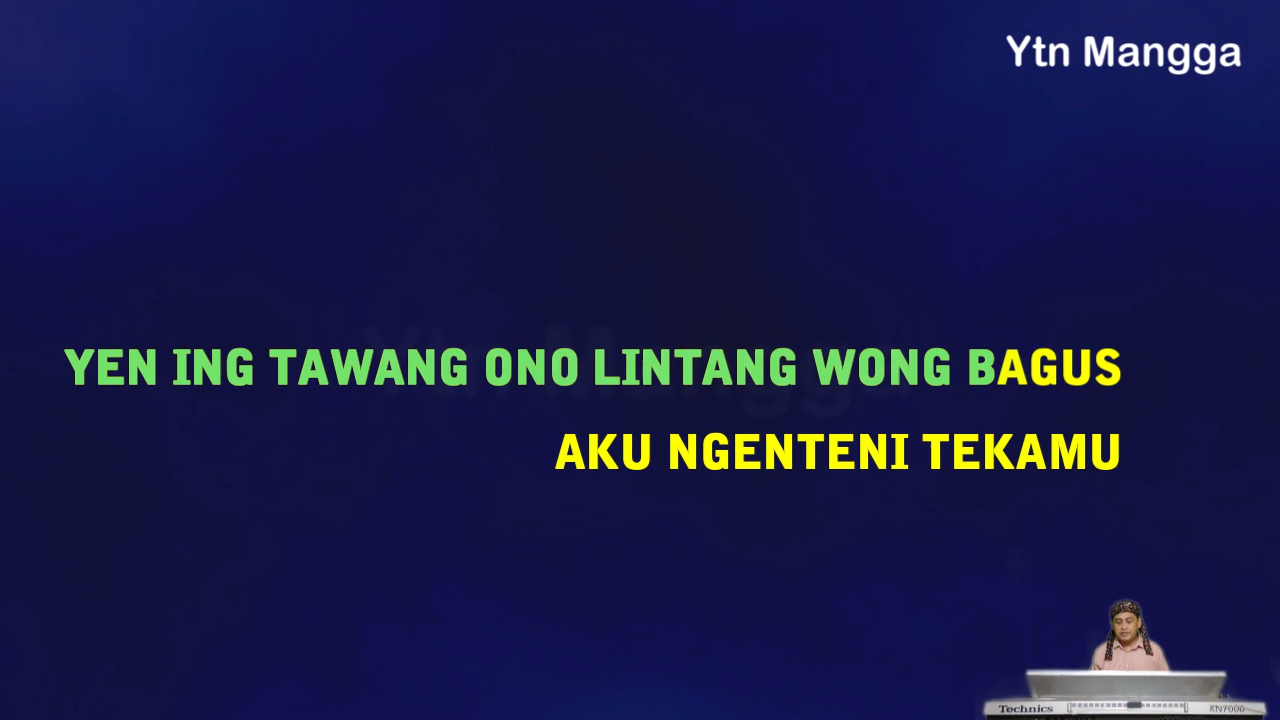 Ytn Mangga
YEN ING TAWANG ONO LINTANG WONG BAGUS
AKU NGENTENI TEKAMU
Technics
KN7000